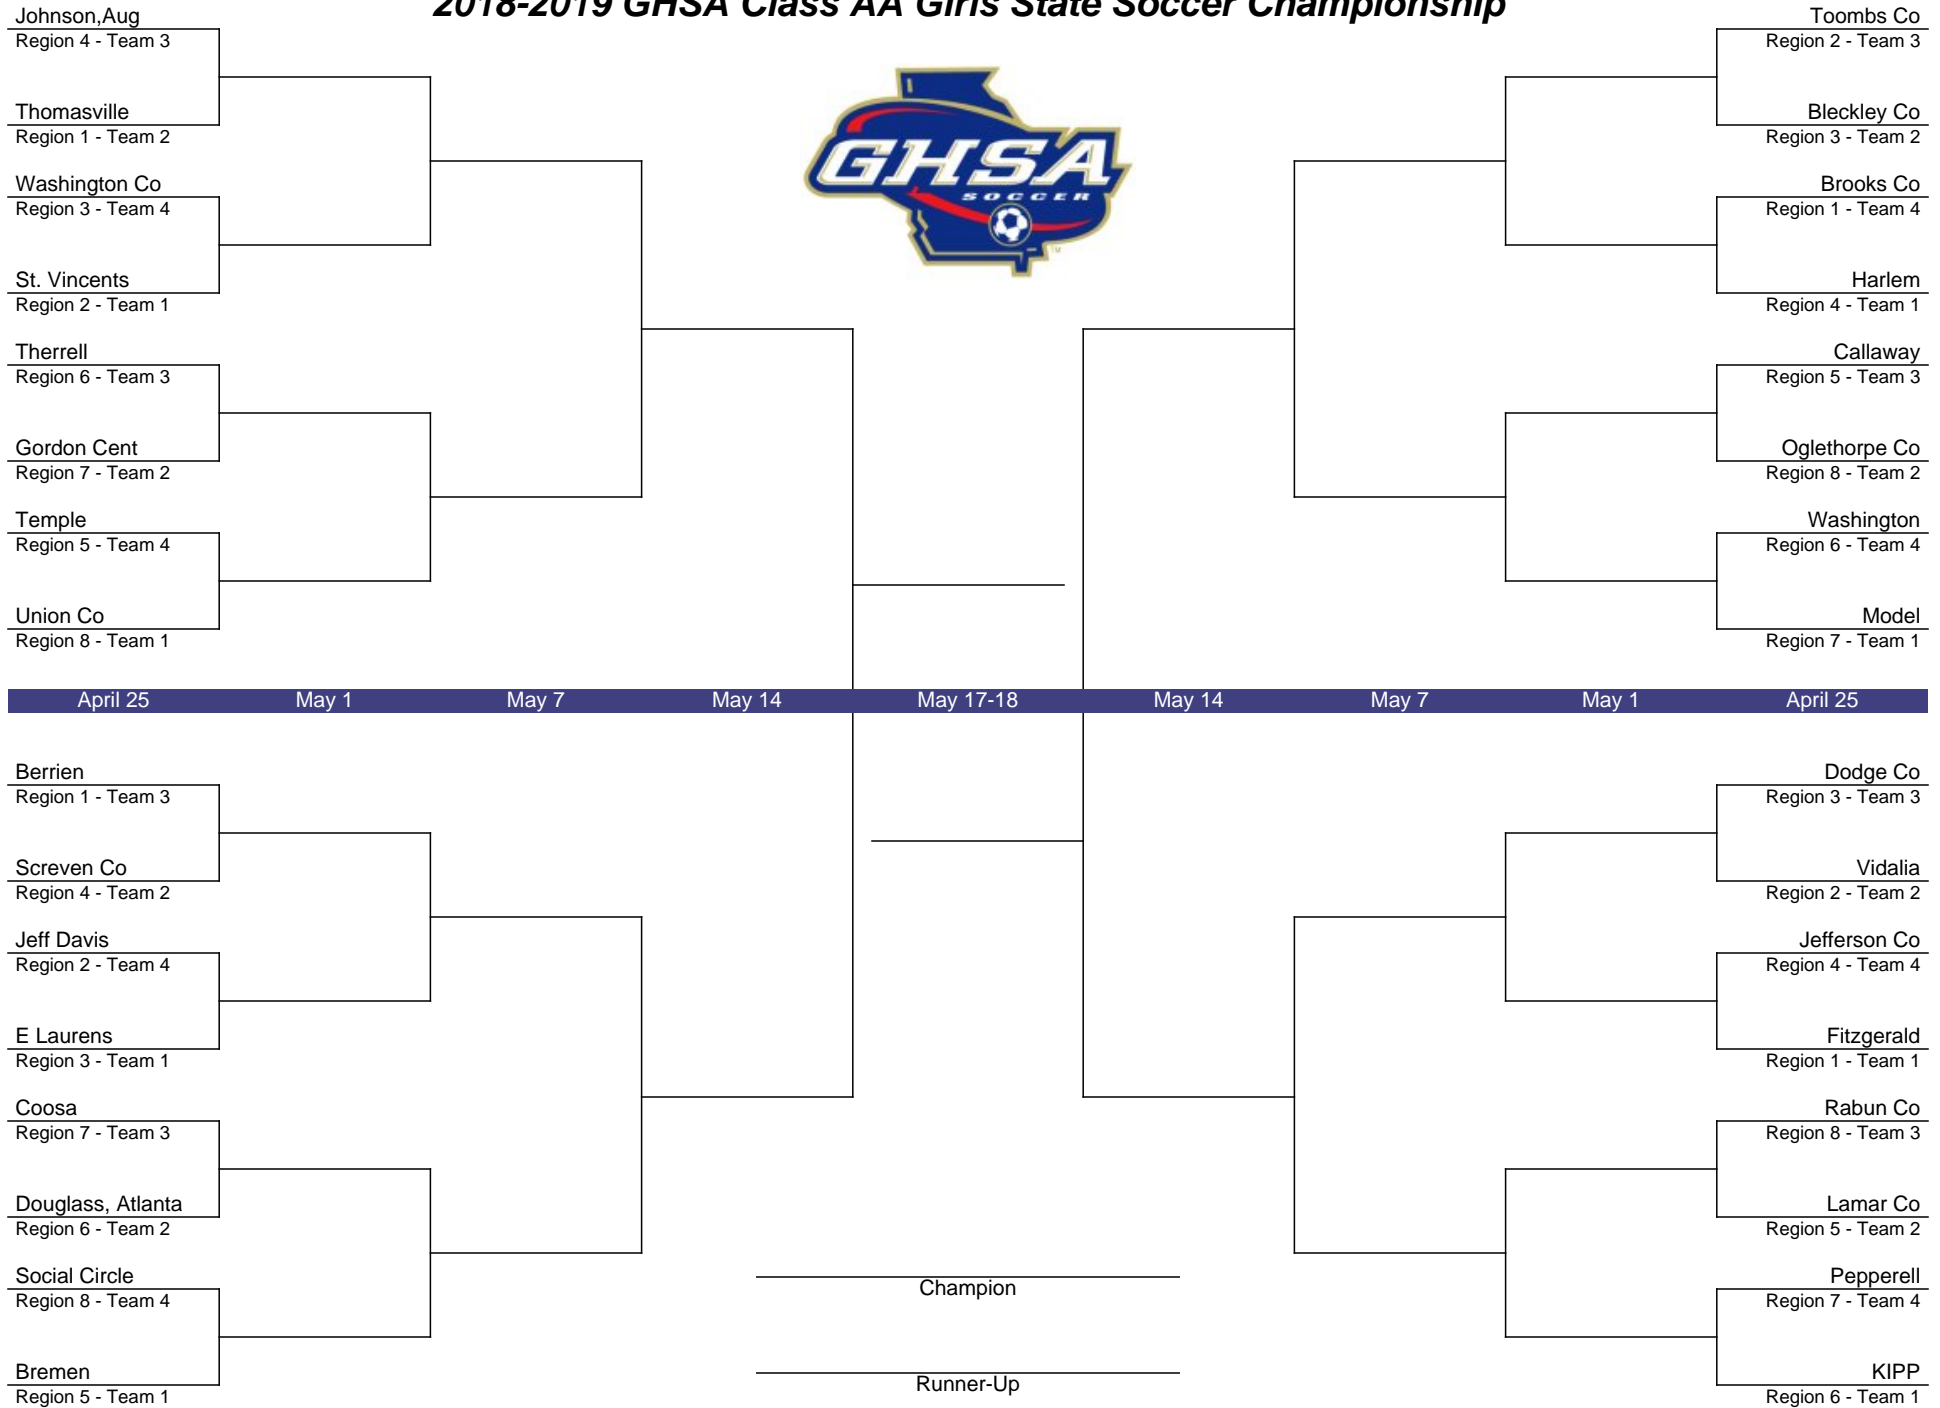 2018-2019 GHSA Class AA Girls State Soccer Championship
Johnson,Aug
Region 4 - Team 3
Thomasville
Region 1 - Team 2
Washington Co
Region 3 - Team 4
St. Vincents
Region 2 - Team 1
Therrell
Region 6 - Team 3
Gordon Cent
Region 7 - Team 2
Temple
Region 5 - Team 4
Union Co
Region 8 - Team 1
GHSA
SOCCER
TM
Toombs Co
Region 2 - Team 3
Bleckley Co
Region 3 - Team 2
Brooks Co
Region 1 - Team 4
Harlem
Region 4 - Team 1
Callaway
Region 5 - Team 3
Oglethorpe Co
Region 8 - Team 2
Washington
Region 6 - Team 4
Model
Region 7 - Team 1
April 25 May 1 May 7 May 14 May 17-18 May 14 May 7 May 1 April 25
Berrien
Region 1 - Team 3
Screven Co
Region 4 - Team 2
Jeff Davis
Region 2 - Team 4
E Laurens
Region 3 - Team 1
Coosa
Region 7 - Team 3
Douglass, Atlanta
Region 6 - Team 2
Social Circle
Region 8 - Team 4
Bremen
Region 5 - Team 1
Champion
Runner-Up
Dodge Co
Region 3 - Team 3
Vidalia
Region 2 - Team 2
Jefferson Co
Region 4 - Team 4
Fitzgerald
Region 1 - Team 1
Rabun Co
Region 8 - Team 3
Lamar Co
Region 5 - Team 2
Pepperell
Region 7 - Team 4
KIPP
Region 6 - Team 1